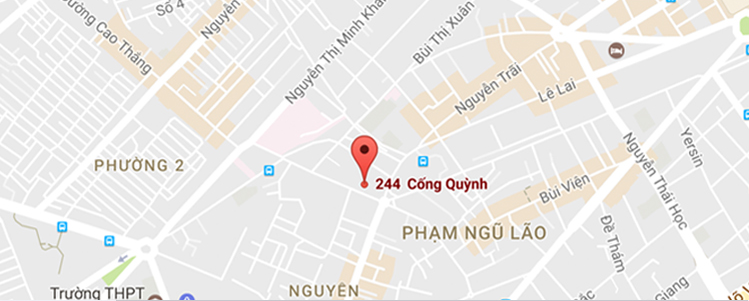 Số 4
Đường Cao Thắng
Nguyễn
Nguyễn Thị Minh Khai
Bùi Thị Xuân
Nguyễn Trãi
Lê Lai
PHƯỜNG 2
244 Cống Quỳnh
Bùi Viện
Nguyễn Thái Học
Yersin
Đề Thám
PHẠM NGŨ LÃO
NGUYỄN
Trường THPT
Giang